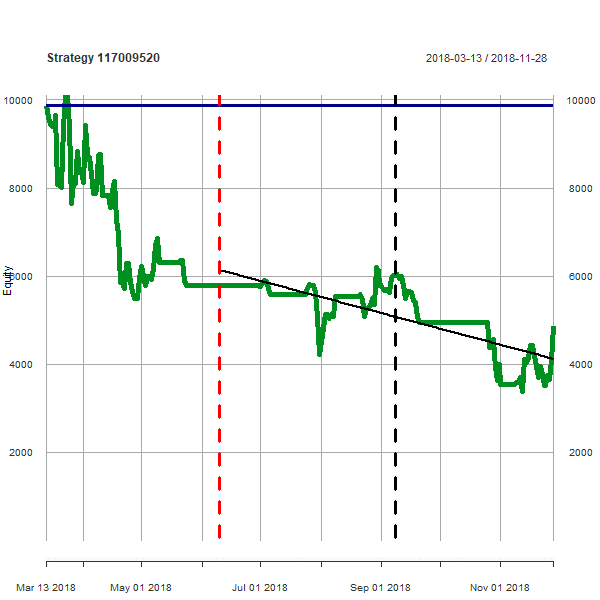 Strategy 117009520
2018-03-13 / 2018-11-28
10000
10000
8000
8000
Equity
6000
6000
4000
4000
2000
2000
Mar 13 2018
May 01 2018
Jul 01 2018
Sep 01 2018
Nov 01 2018